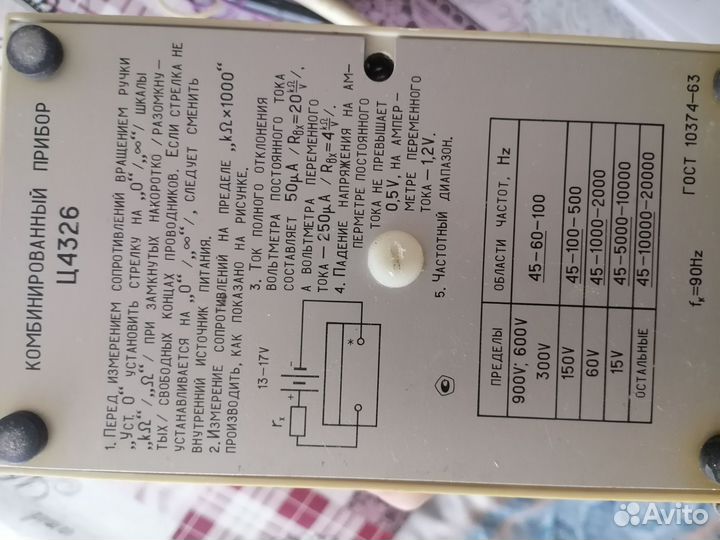 КОМБИНИРОВАННЫЙ ПРИБОР
Ц4326
1. ПЕРЕД ИЗМЕРЕНИЕМ СОПРОТИВЛЕНИЙ ВРАЩЕНИЕМ РУЧКИ
„УСТ. 0“ УСТАНОВИТЬ СТРЕЛКУ НА „0“ /„∞“/ ШКАЛЫ
„kΩ“ /„Ω“/ ПРИ ЗАМКНУТЫХ НАКОРОТКО /РАЗОМКНУ-
ТЫХ/ СВОБОДНЫХ КОНЦАХ ПРОВОДНИКОВ. ЕСЛИ СТРЕЛКА НЕ
УСТАНАВЛИВАЕТСЯ НА „0“ /„∞“/, СЛЕДУЕТ СМЕНИТЬ
ВНУТРЕННИЙ ИСТОЧНИК ПИТАНИЯ.
2. ИЗМЕРЕНИЕ СОПРОТИВЛЕНИЙ НА ПРЕДЕЛЕ „kΩ×1000“
ПРОИЗВОДИТЬ, КАК ПОКАЗАНО НА РИСУНКЕ.
13-17V
rx
*
3. ТОК ПОЛНОГО ОТКЛОНЕНИЯ
ВОЛЬТМЕТРА ПОСТОЯННОГО ТОКА
СОСТАВЛЯЕТ 50μA /RВХ=20 kΩ/V/,
А ВОЛЬТМЕТРА ПЕРЕМЕННОГО
ТОКА-250μA /RВХ=4 kΩ/V/.
4. ПАДЕНИЕ НАПРЯЖЕНИЯ НА АМ-
ПЕРМЕТРЕ ПОСТОЯННОГО
ТОКА НЕ ПРЕВЫШАЕТ
0,5V, НА АМПЕР-
МЕТРЕ ПЕРЕМЕННОГО
ТОКА -1,2V.
5. ЧАСТОТНЫЙ ДИАПАЗОН.
ПРЕДЕЛЫ ОБЛАСТИ ЧАСТОТ, Hz
900V; 600V
300V 45-60-100
150V 45-100-500
60V 45-1000-2000
15V 45-5000-10000
ОСТАЛЬНЫЕ 45-10000-20000
fx=90Hz ГОСТ 10374-63
Avito